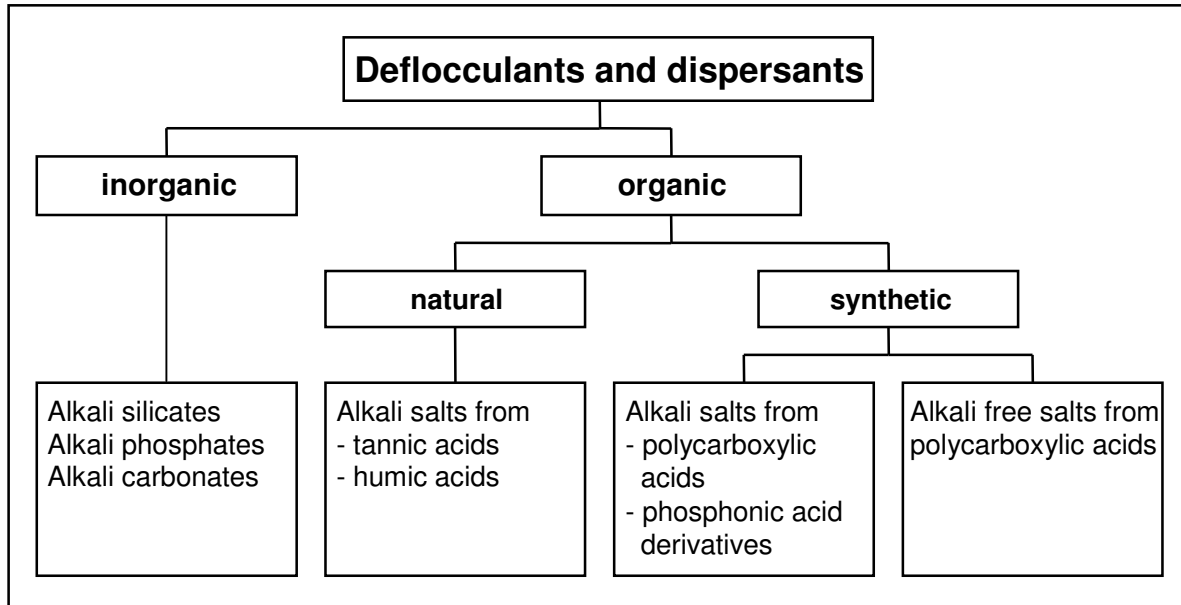 Deflocculants and dispersants
inorganic
organic
natural
synthetic
Alkali silicates
Alkali phosphates
Alkali carbonates
Alkali salts from
- tannic acids
- humic acids
Alkali salts from
- polycarboxylic
acids
- phosphonic acid
derivatives
Alkali free salts from
polycarboxylic acids